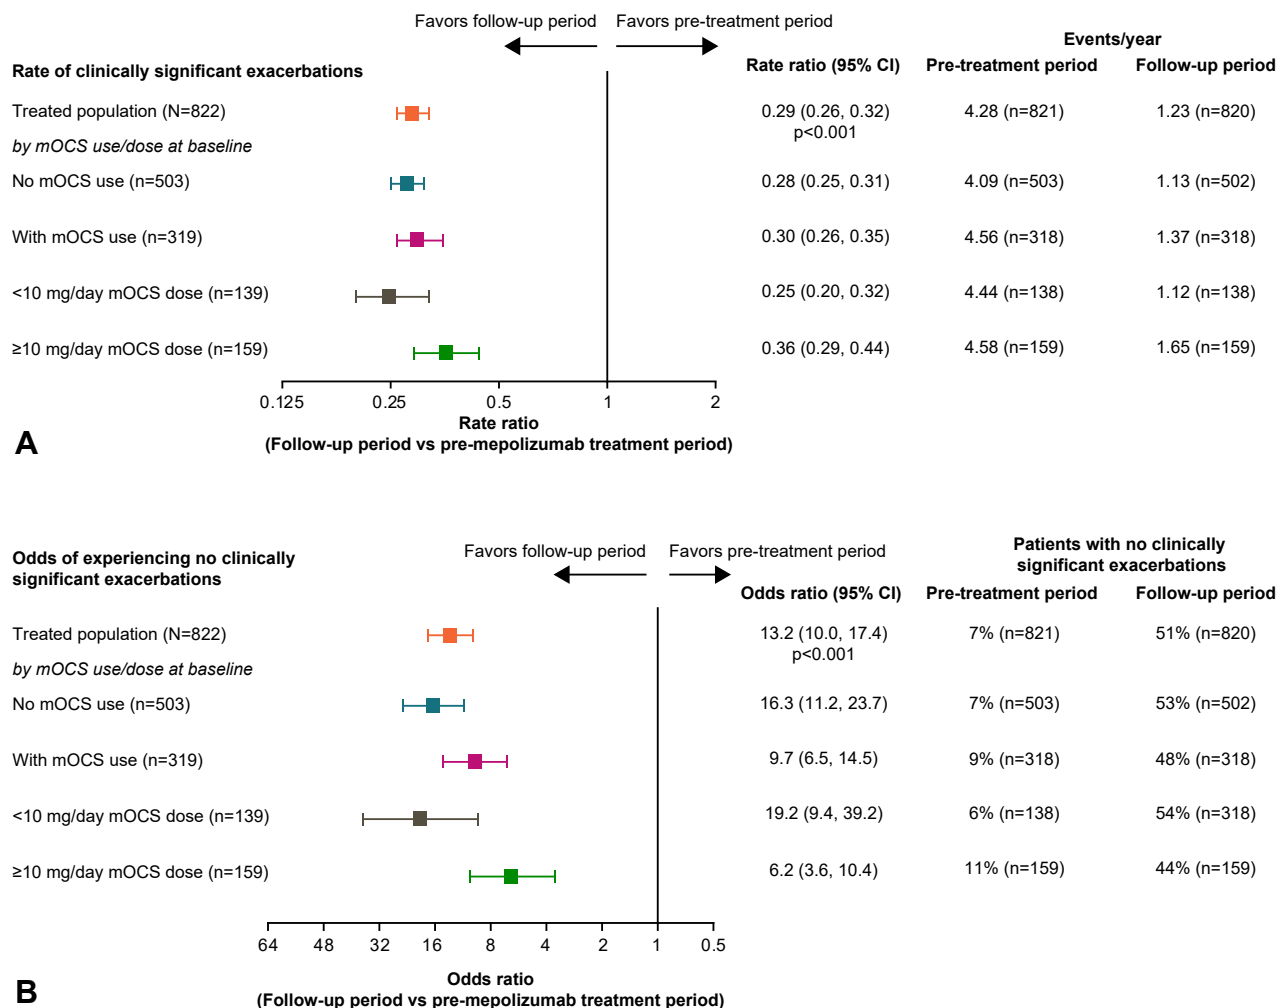 Favors follow-up period Favors pre-treatment period
Events/year
Rate of clinically significant exacerbations Rate ratio (95% CI) Pre-treatment period Follow-up period
Treated population (N=822) 0.29 (0.26, 0.32) 4.28 (n=821) 1.23 (n=820)
p<0.001
by mOCS use/dose at baseline
No mOCS use (n=503) 0.28 (0.25, 0.31) 4.09 (n=503) 1.13 (n=502)
With mOCS use (n=319) 0.30 (0.26, 0.35) 4.56 (n=318) 1.37 (n=318)
<10 mg/day mOCS dose (n=139) 0.25 (0.20, 0.32) 4.44 (n=138) 1.12 (n=138)
≥10 mg/day mOCS dose (n=159) 0.36 (0.29, 0.44) 4.58 (n=159) 1.65 (n=159)
0.125 0.25 0.5 1 2
Rate ratio
(Follow-up period vs pre-mepolizumab treatment period)
A
Favors follow-up period Favors pre-treatment period
Patients with no clinically
significant exacerbations
Odds of experiencing no clinically
significant exacerbations
Odds ratio (95% CI) Pre-treatment period Follow-up period
Treated population (N=822) 13.2 (10.0, 17.4) 7% (n=821) 51% (n=820)
p<0.001
by mOCS use/dose at baseline
No mOCS use (n=503) 16.3 (11.2, 23.7) 7% (n=503) 53% (n=502)
With mOCS use (n=319) 9.7 (6.5, 14.5) 9% (n=318) 48% (n=318)
<10 mg/day mOCS dose (n=139) 19.2 (9.4, 39.2) 6% (n=138) 54% (n=318)
≥10 mg/day mOCS dose (n=159) 6.2 (3.6, 10.4) 11% (n=159) 44% (n=159)
64 48 32 16 8 4 2 1 0.5
Odds ratio
(Follow-up period vs pre-mepolizumab treatment period)
B